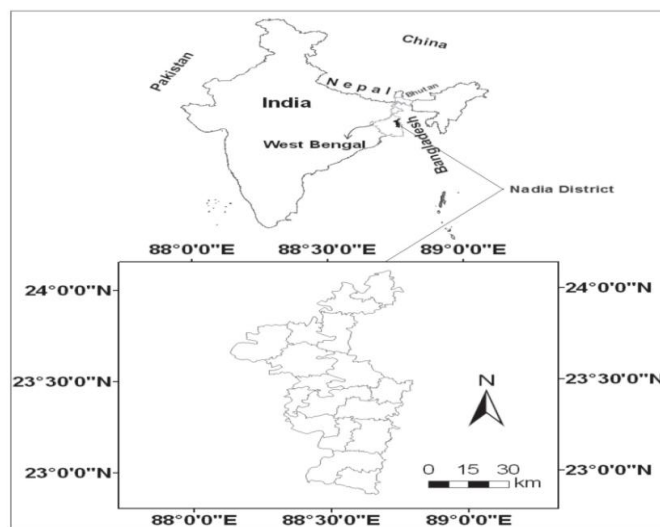 China
Pakistan
Nepal
Bhutan
India
West Bengal
Bangladesh
Nadia District
88°0'0"E 88°30'0"E 89°0'0"E
24°0'0"N 24°0'0"N
23°30'0"N 23°30'0"N
N
23°0'0"N 23°0'0"N
0 15 30
km
88°0'0"E 88°30'0"E 89°0'0"E